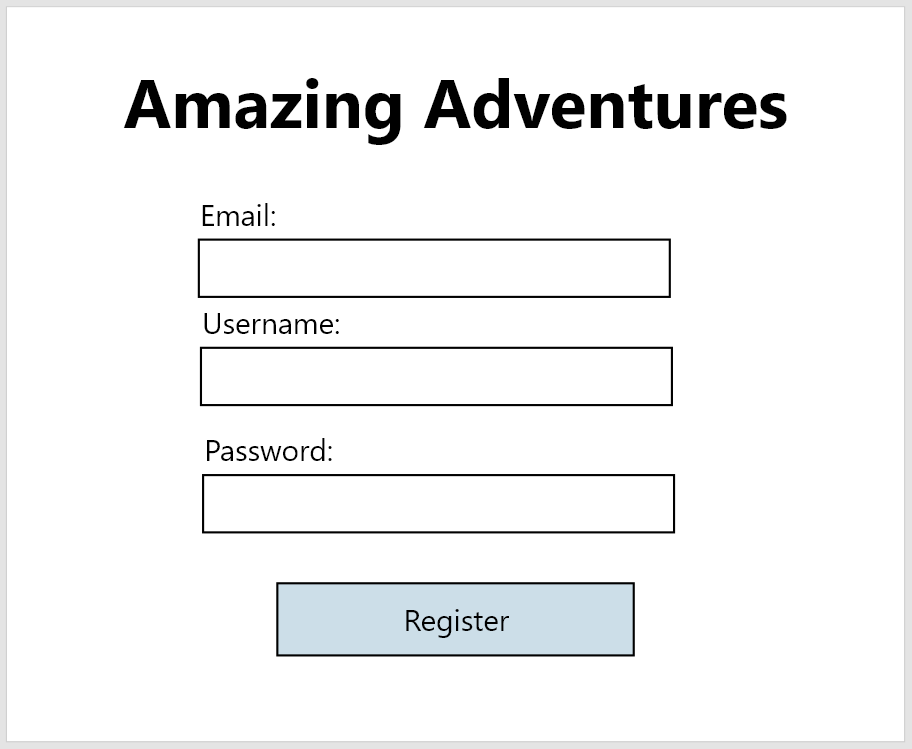 Amazing Adventures
Email:
Username:
Password:
Register